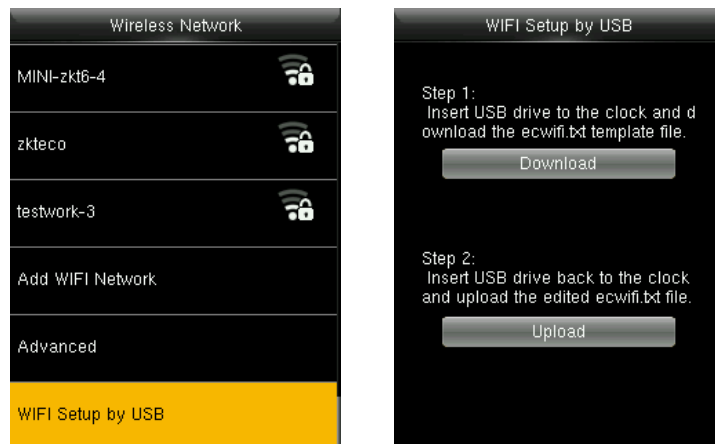 Wireless Network
MINI-zkt6-4
zkteco
testwork-3
Add WIFI Network
Advanced
WIFI Setup by USB
WIFI Setup by USB
Step 1:
Insert USB drive to the clock and d
ownload the ecwifi.txt template file.
Download
Step 2:
Insert USB drive back to the clock
and upload the edited ecwifi.txt file.
Upload